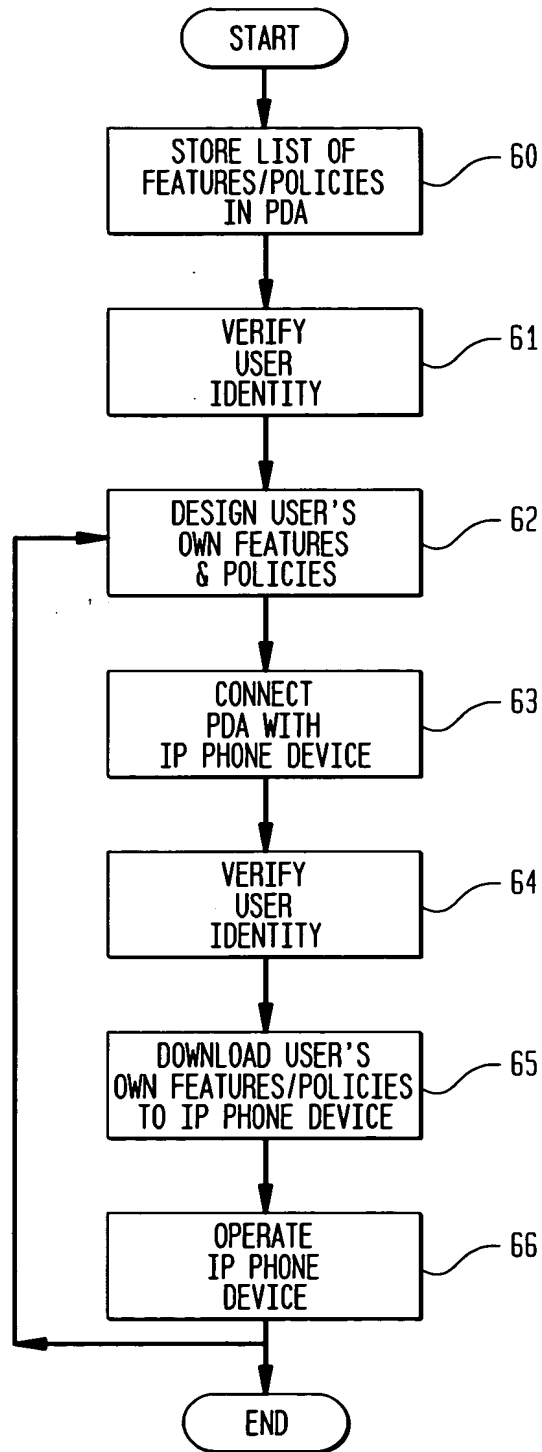 START
STORE LIST OF
FEATURES/POLICIES
IN PDA
60
VERIFY
USER
IDENTITY
61
DESIGN USER'S
OWN FEATURES
& POLICIES
62
CONNECT
PDA WITH
IP PHONE DEVICE
63
VERIFY
USER
IDENTITY
64
DOWNLOAD USER'S
OWN FEATURES/POLICIES
TO IP PHONE DEVICE
65
OPERATE
IP PHONE
DEVICE
66
END